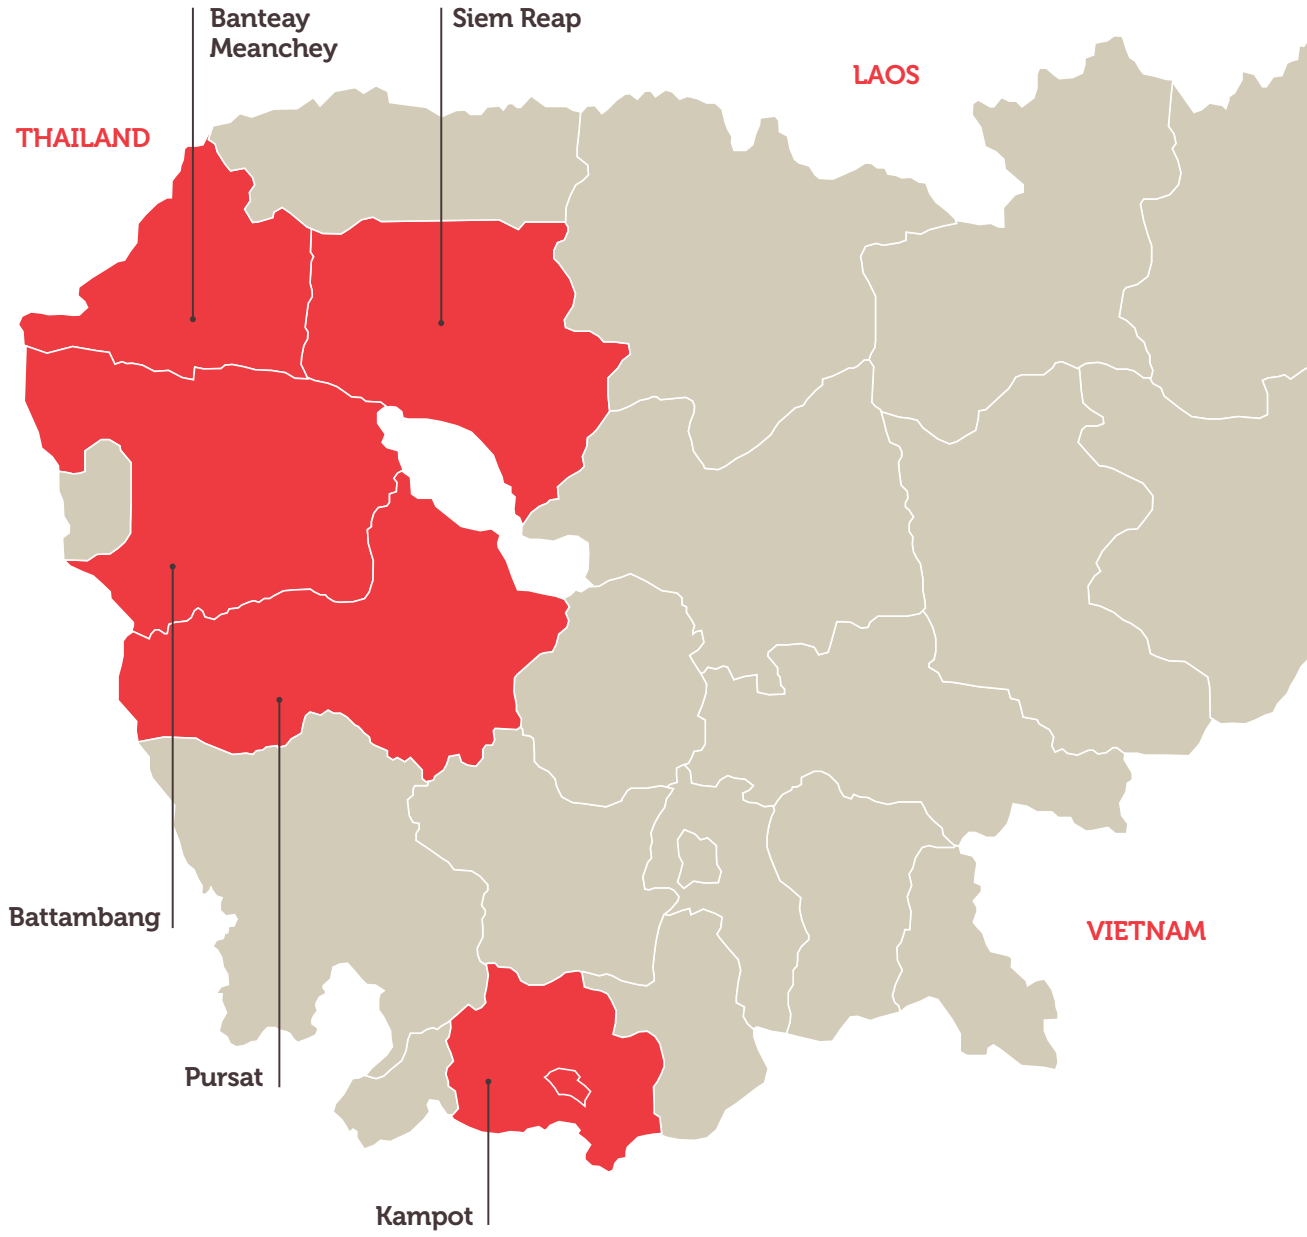 Banteay
Meanchey
Siem Reap
LAOS
THAILAND
Battambang
VIETNAM
Pursat
Kampot